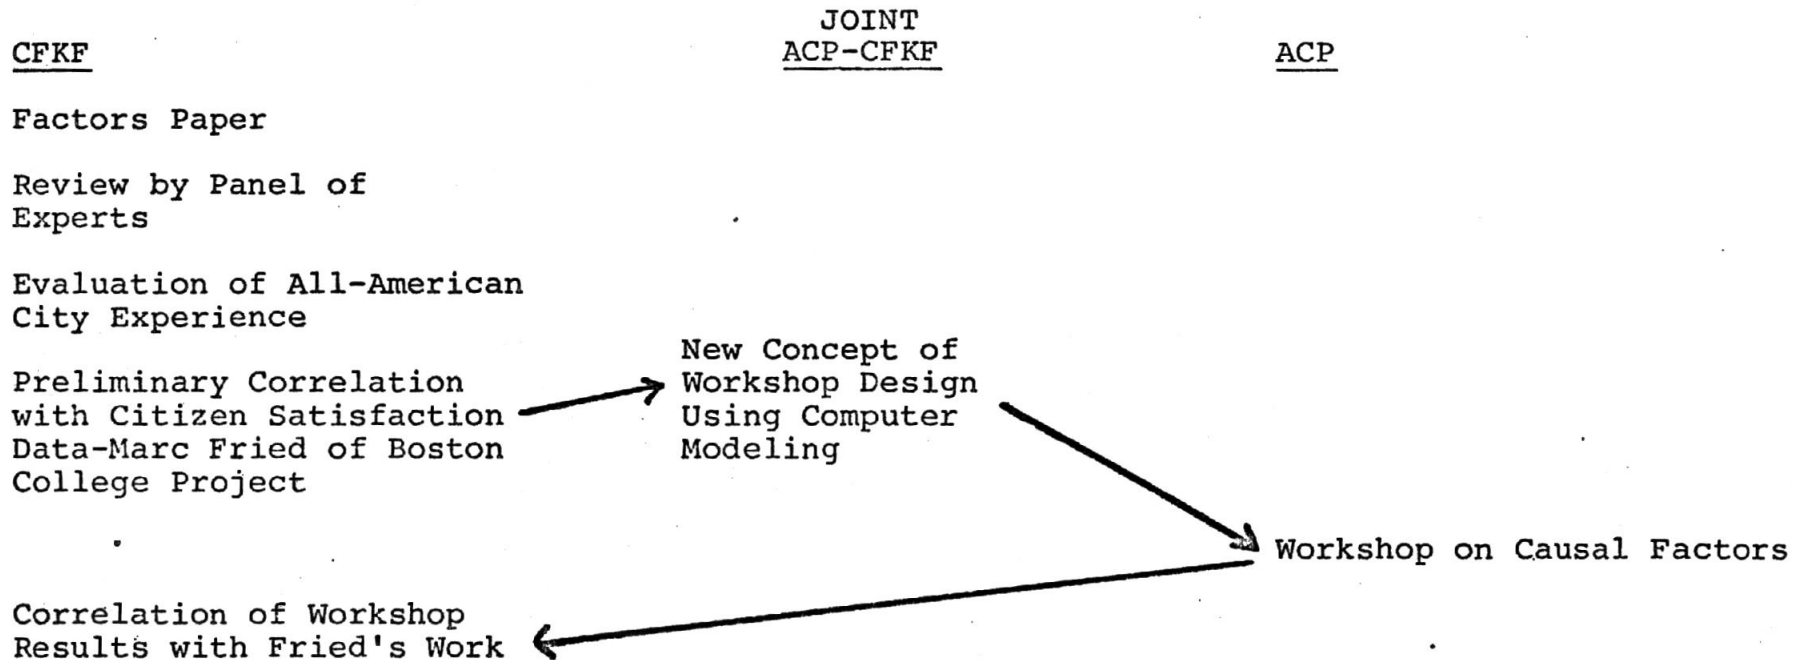 JOINT
CFKF
ACP-CFKF
ACP
Factors Paper
Review by Panel of
Experts
Evaluation of All-American
City Experience
Preliminary Correlation
with Citizen Satisfaction
Data-Marc Fried of Boston
College Project
New Concept of
Workshop Design
Using Computer
Modeling
Workshop on Causal Factors
Correlation of Workshop
Results with Fried's Work